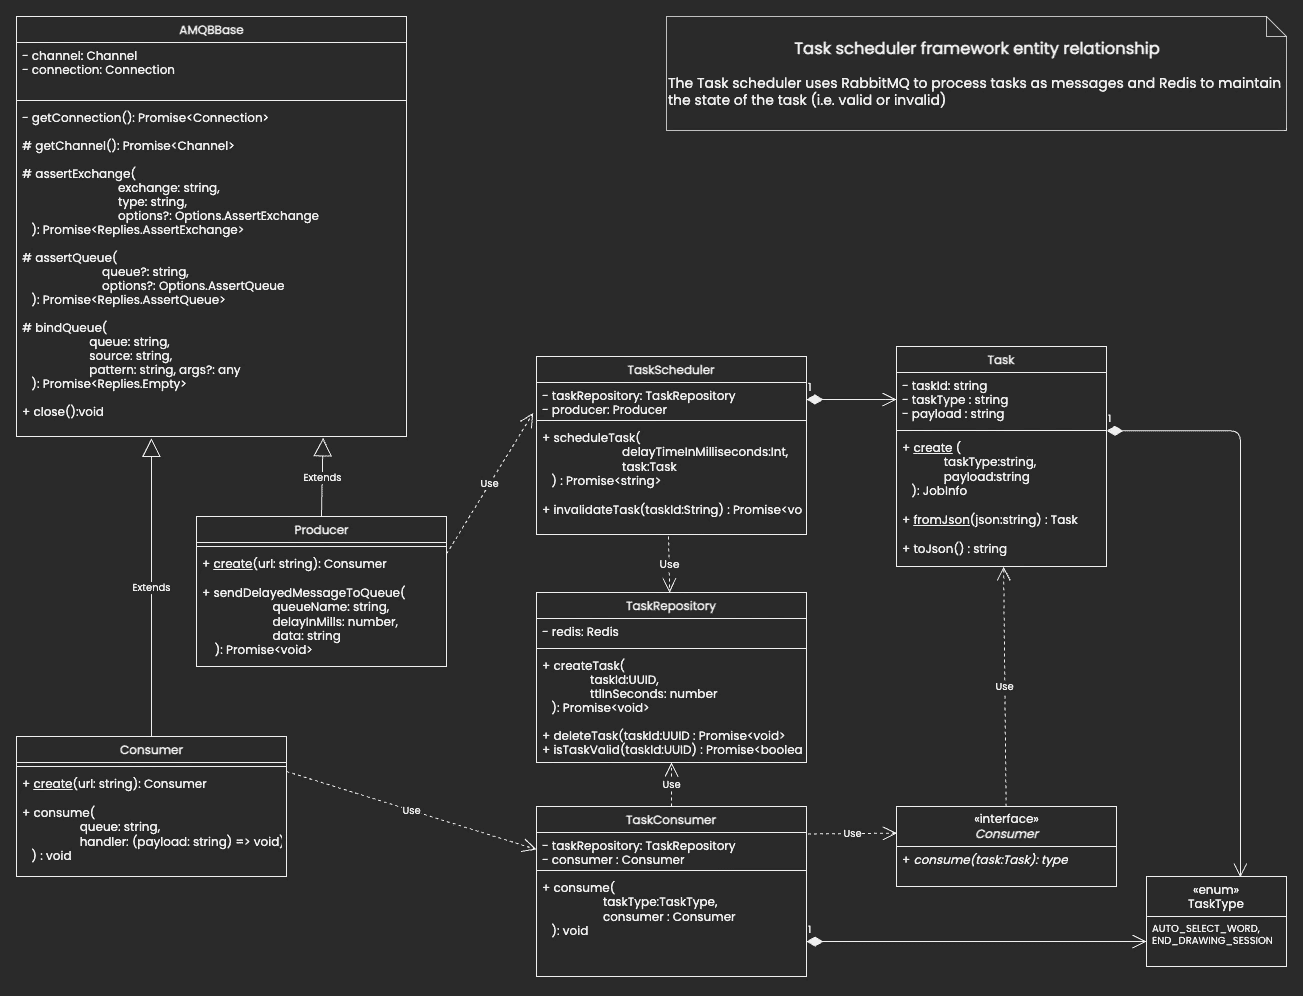 AMQBBase
- channel: Channel
- connection: Connection
- getConnection(): Promise<Connection>
# getChannel(): Promise<Channel>
# assertExchange(
exchange: string,
type: string,
options?: Options.AssertExchange
): Promise<Replies.AssertExchange>
# assertQueue(
queue?: string,
options?: Options.AssertQueue
): Promise<Replies.AssertQueue>
# bindQueue(
queue: string,
source: string,
pattern: string, args?: any
): Promise<Replies.Empty>
+ close():void
Task scheduler framework entity relationship
The Task scheduler uses RabbitMQ to process tasks as messages and Redis to maintain
the state of the task (i.e. valid or invalid)
Extends
Extends
Producer
+ create(url: string): Consumer
+ sendDelayedMessageToQueue(
queueName: string,
delayInMills: number,
data: string
): Promise<void>
Use
TaskScheduler
- taskRepository: TaskRepository
- producer: Producer
+ scheduleTask(
delayTimeInMilliseconds:Int,
task:Task
) : Promise<string>
+ invalidateTask(taskId:String) : Promise<vo
1
Task
- taskId: string
- taskType : string
- payload : string
+ create (
taskType:string,
payload:string
): JobInfo
+ fromJson(json:string) : Task
+ toJson() : string
1
Use
TaskRepository
- redis: Redis
+ createTask(
taskId:UUID,
ttlInSeconds: number
): Promise<void>
+ deleteTask(taskId:UUID : Promise<void>
+ isTaskValid(taskId:UUID) : Promise<boolea
Use
Use
Consumer
+ create(url: string): Consumer
+ consume(
queue: string,
handler: (payload: string) => void)
) : void
Use
TaskConsumer
- taskRepository: TaskRepository
- consumer : Consumer
+ consume(
taskType:TaskType,
consumer : Consumer
): void
1
Use
«interface»
Consumer
+ consume(task:Task): type
«enum»
TaskType
AUTO_SELECT_WORD,
END_DRAWING_SESSION